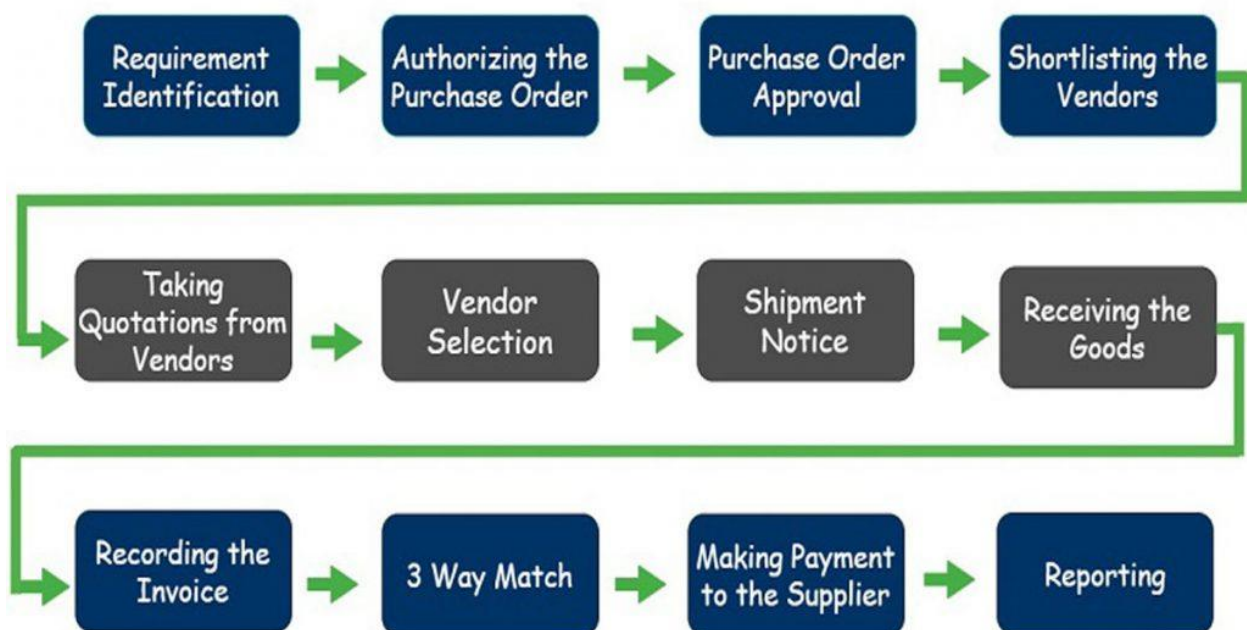 Requirement
Identification
Authorizing the
Purchase Order
Purchase Order
Approval
Shortlisting the
Vendors
Taking
Quotations from
Vendors
Vendor
Selection
Shipment
Notice
Receiving the
Goods
Recording the
Invoice
3 Way Match
Making Payment
to the Supplier
Reporting